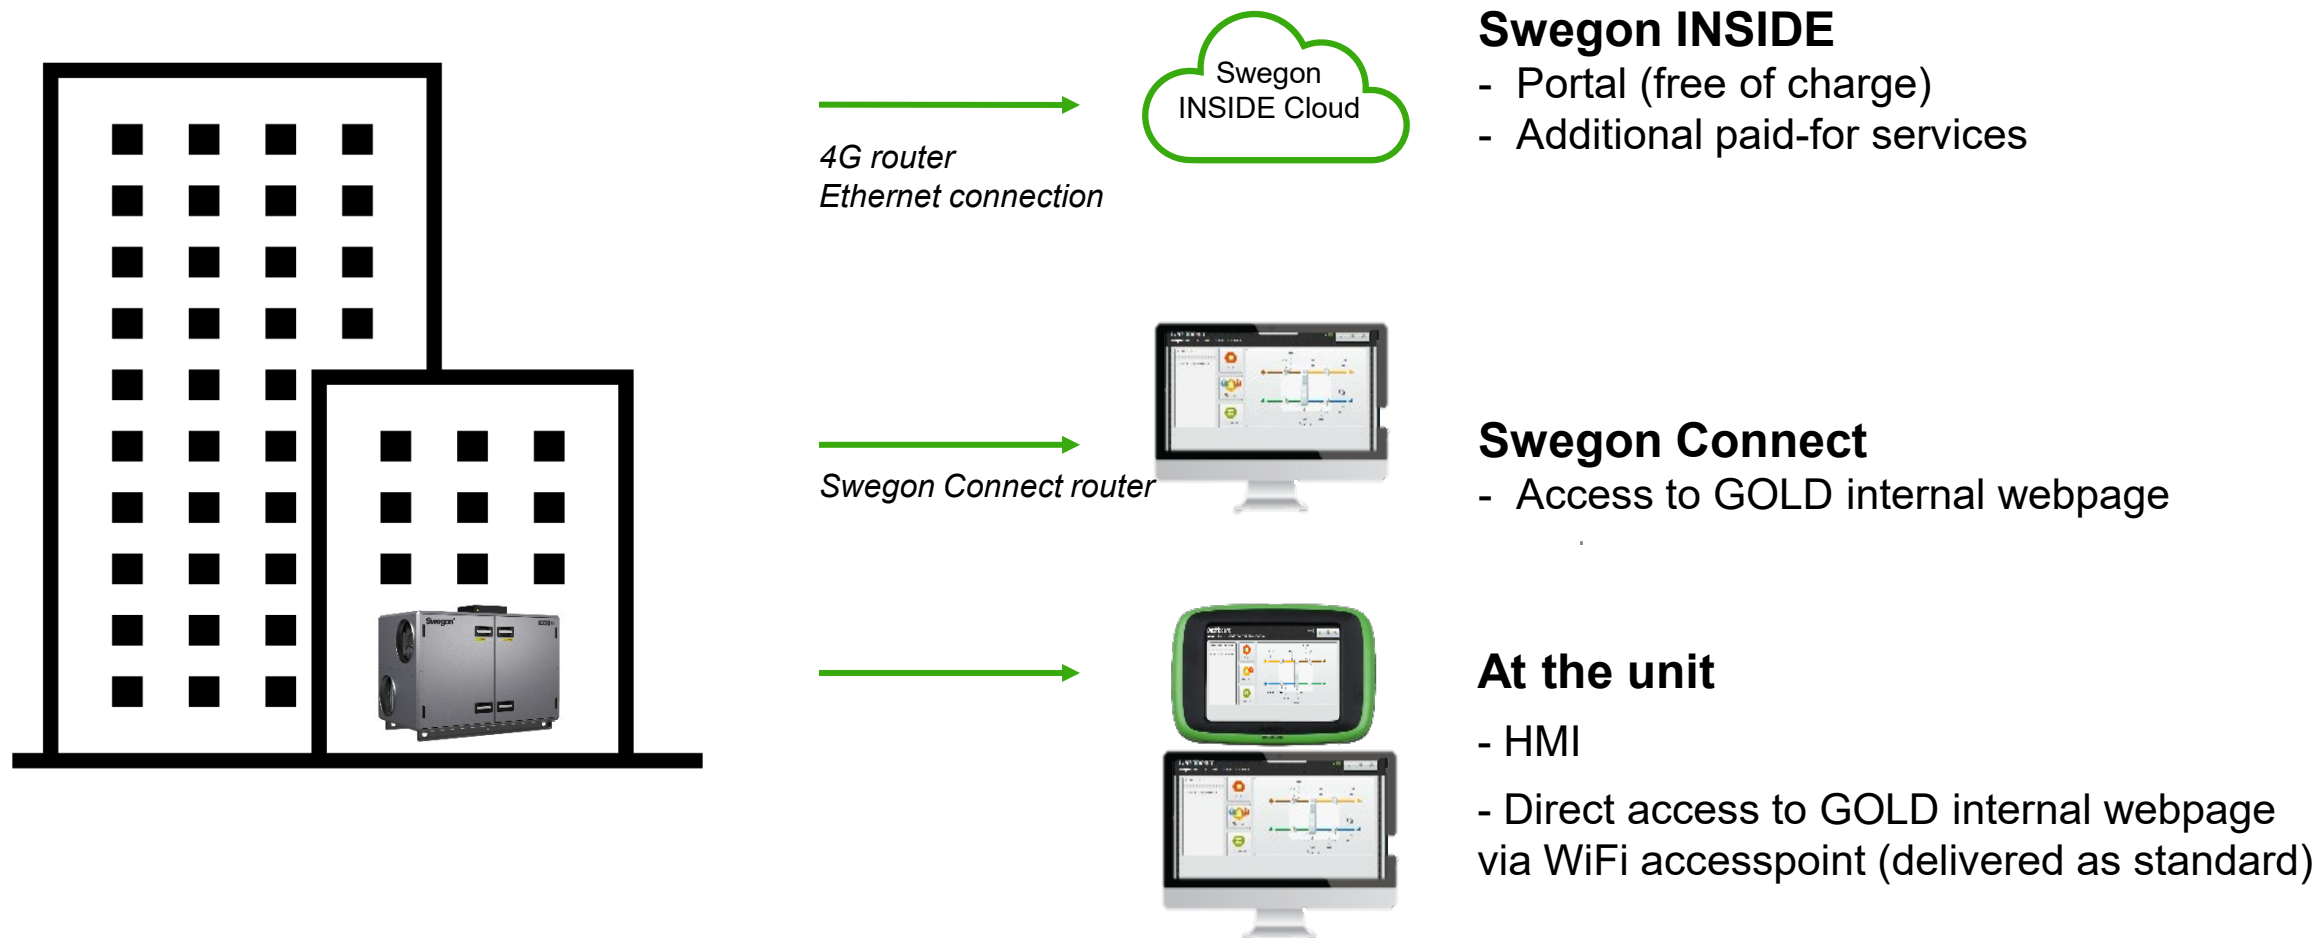 Swegon INSIDE
- Portal (free of charge)
- Additional paid-for services
Swegon
INSIDE Cloud
4G router
Ethernet connection
Swegon Connect
- Access to GOLD internal webpage
Swegon Connect router
Swegon
At the unit
- HMI
- Direct access to GOLD internal webpage
via WiFi accesspoint (delivered as standard)